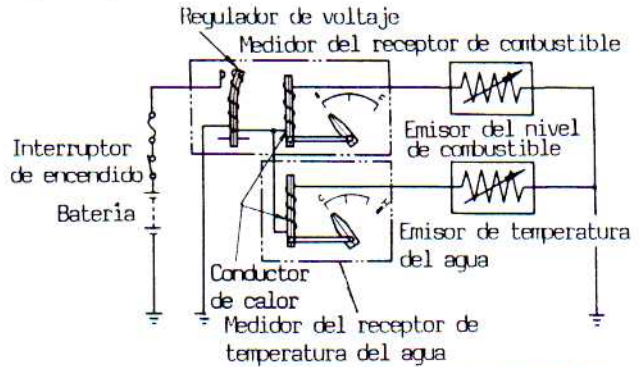 Regulador de voltaje
Medidor del receptor de combustible
Interruptor
de encendido
Batería
Emisor del nivel
de combustible
Emisor de temperatura
del agua
C
H
Conductor
de calor
Medidor del receptor de
temperatura del agua